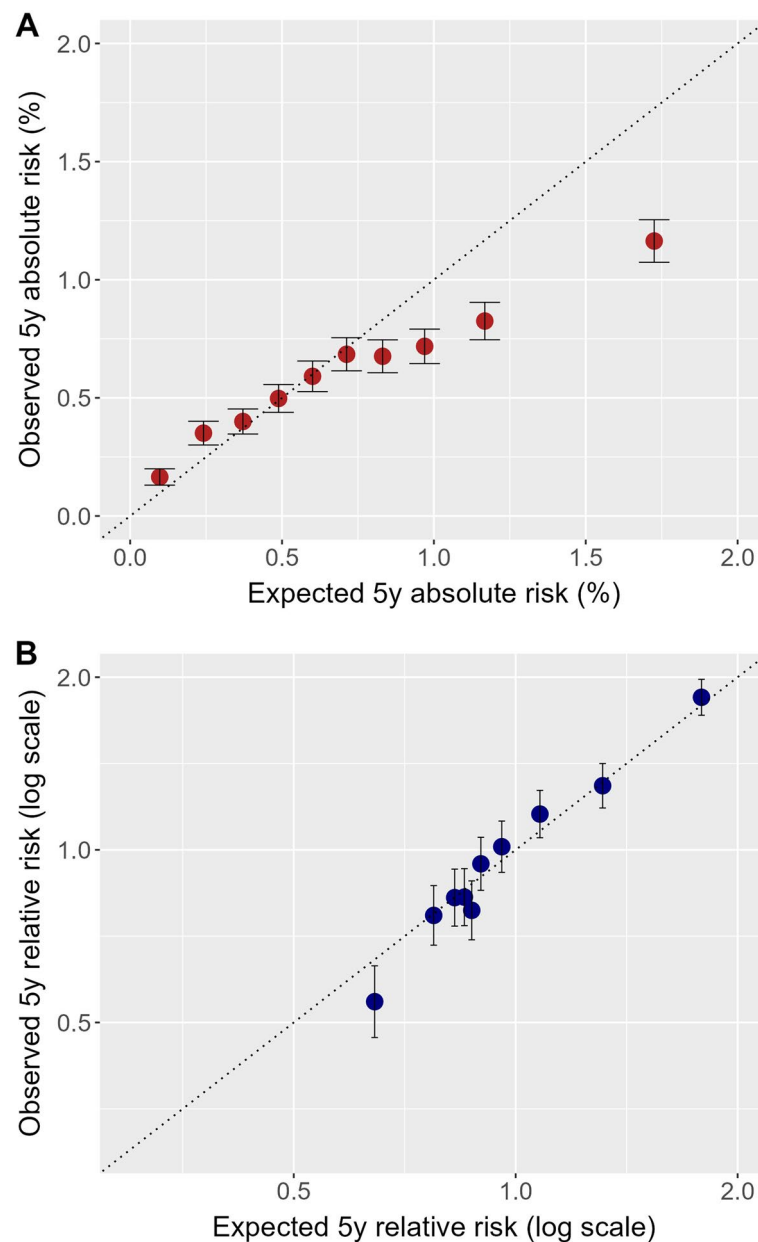 A
2.0
1.5
1.0
0.5
0.0
Observed 5y absolute risk (%)
0.0 0.5 1.0 1.5 2.0
Expected 5y absolute risk (%)
B
2.0
1.0
0.5
Observed 5y relative risk (log scale)
0.5 1.0 2.0
Expected 5y relative risk (log scale)